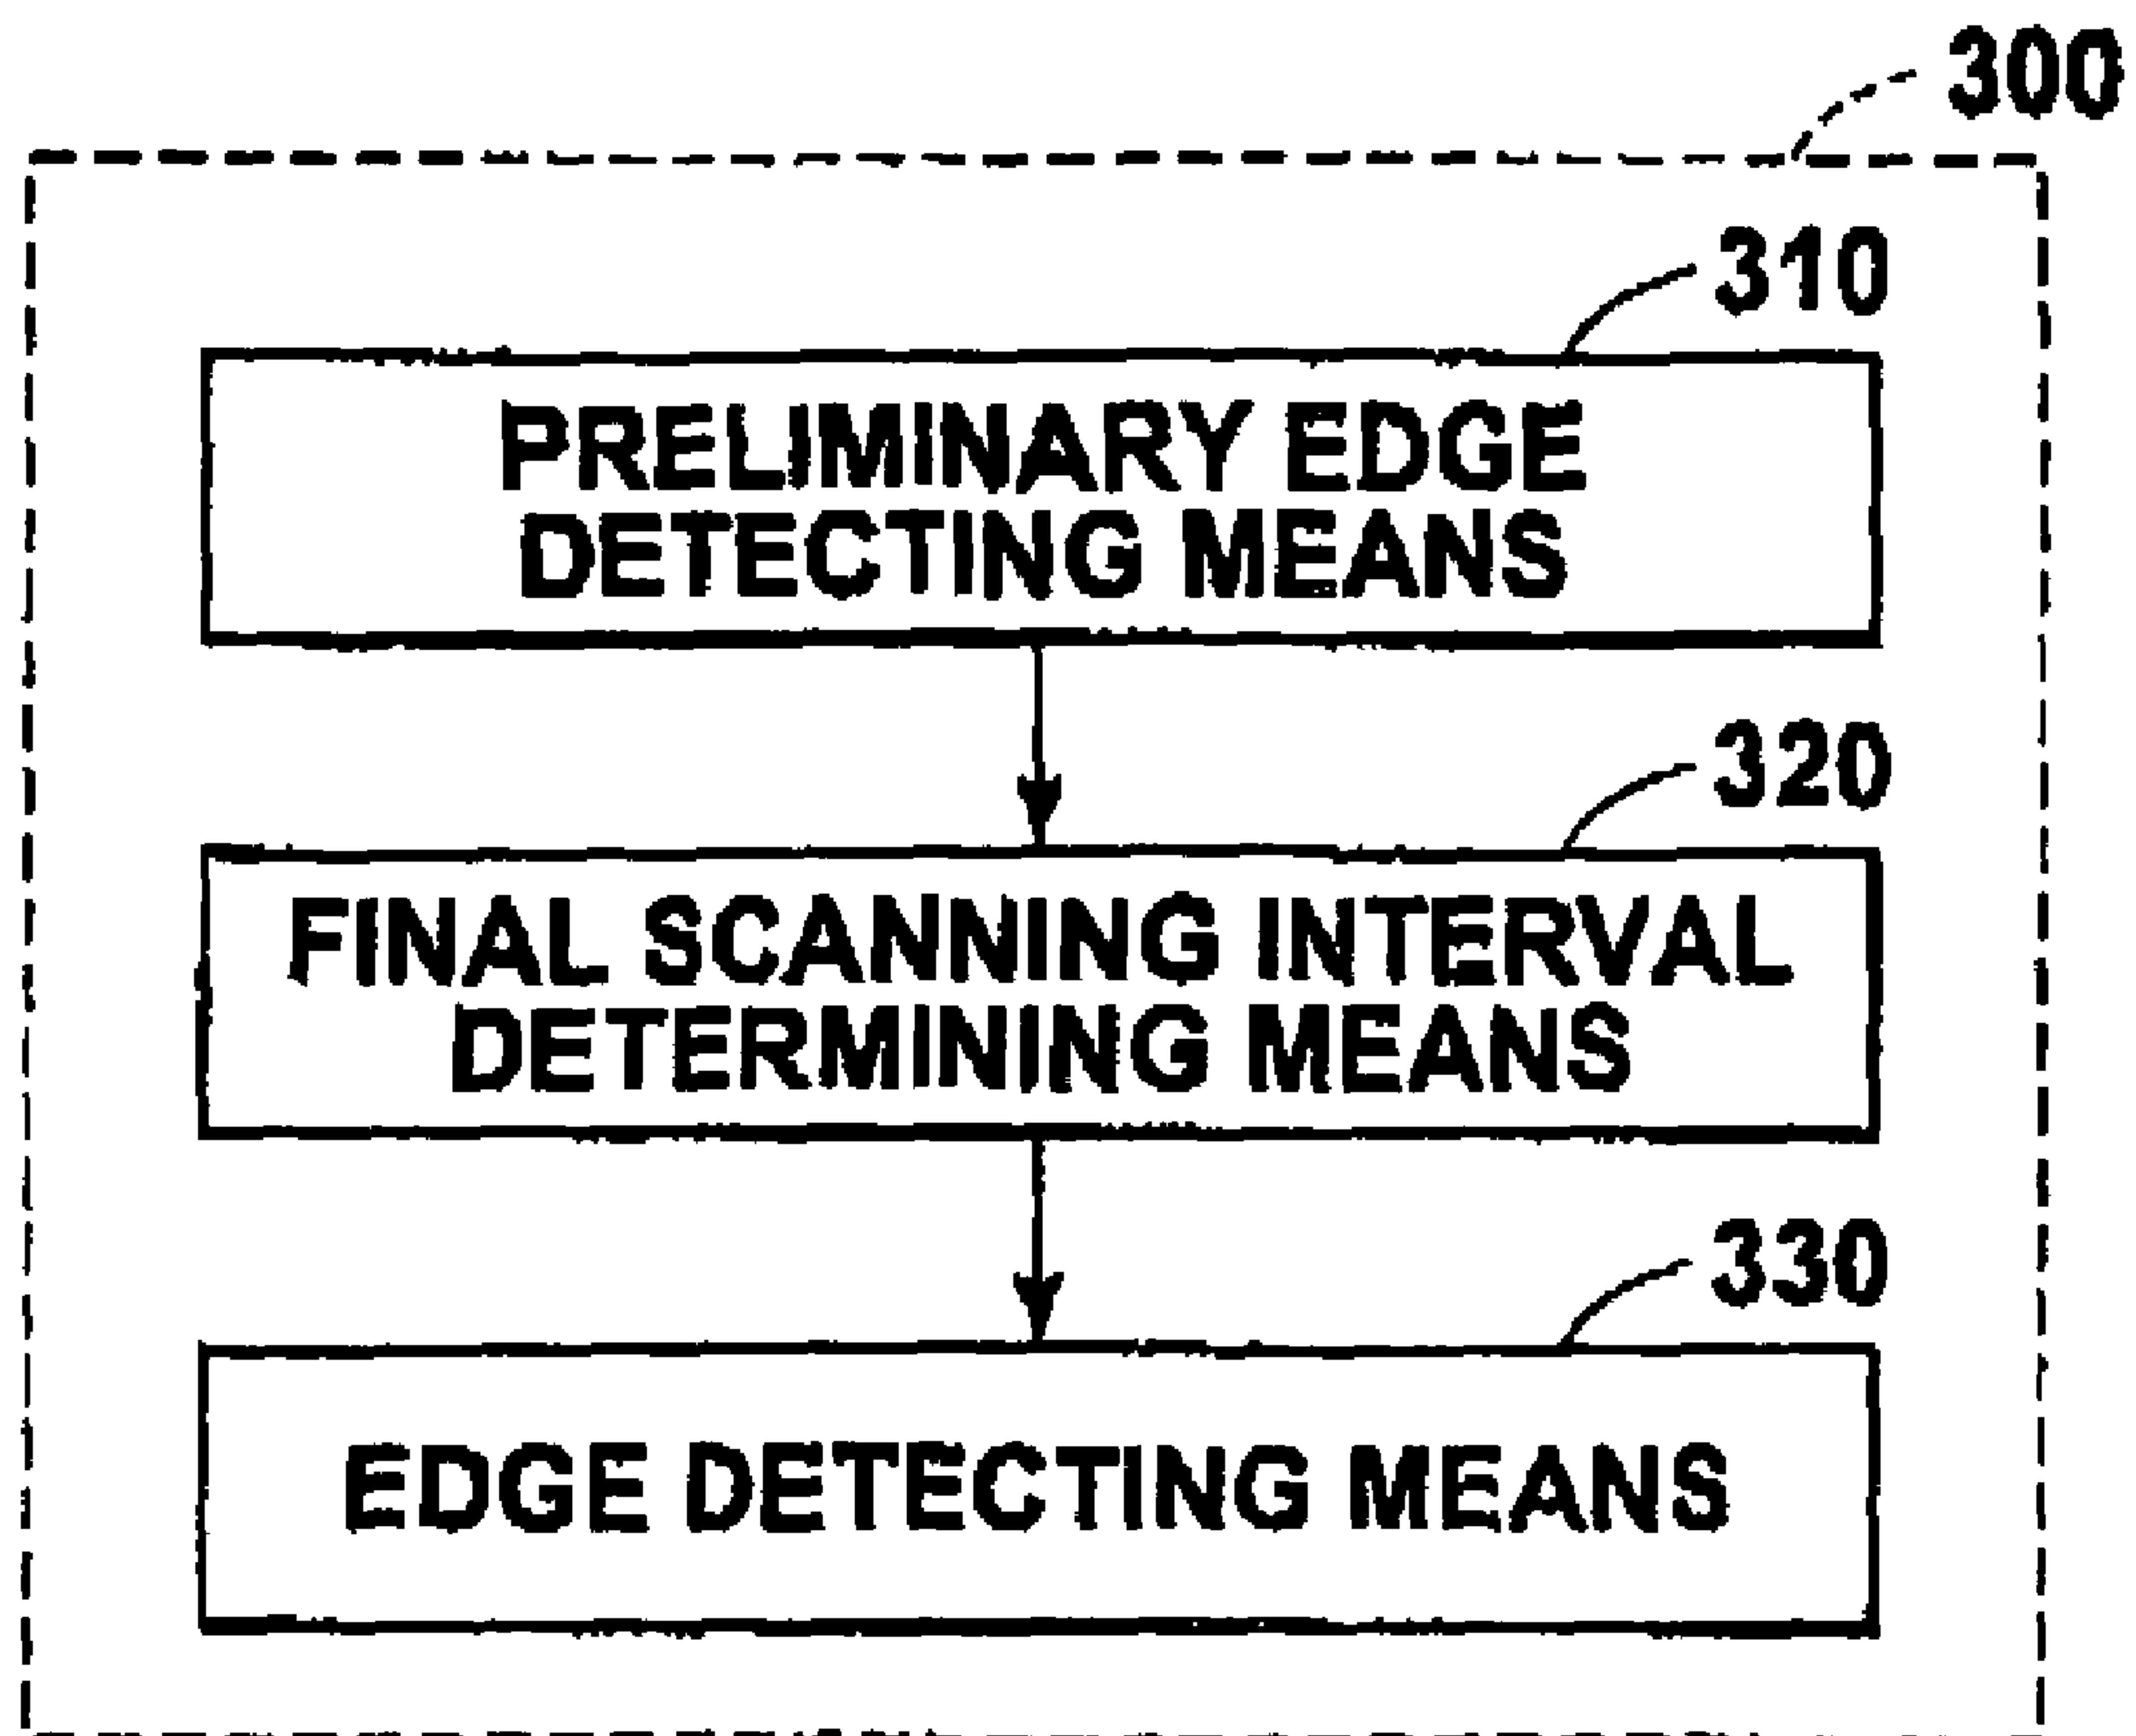 300
310
PRELIMINARY EDGE
DETECTING MEANS
320
FINAL SCANNING INTERVAL
DETERMINING MEANS
330
EDGE DETECTING MEANS